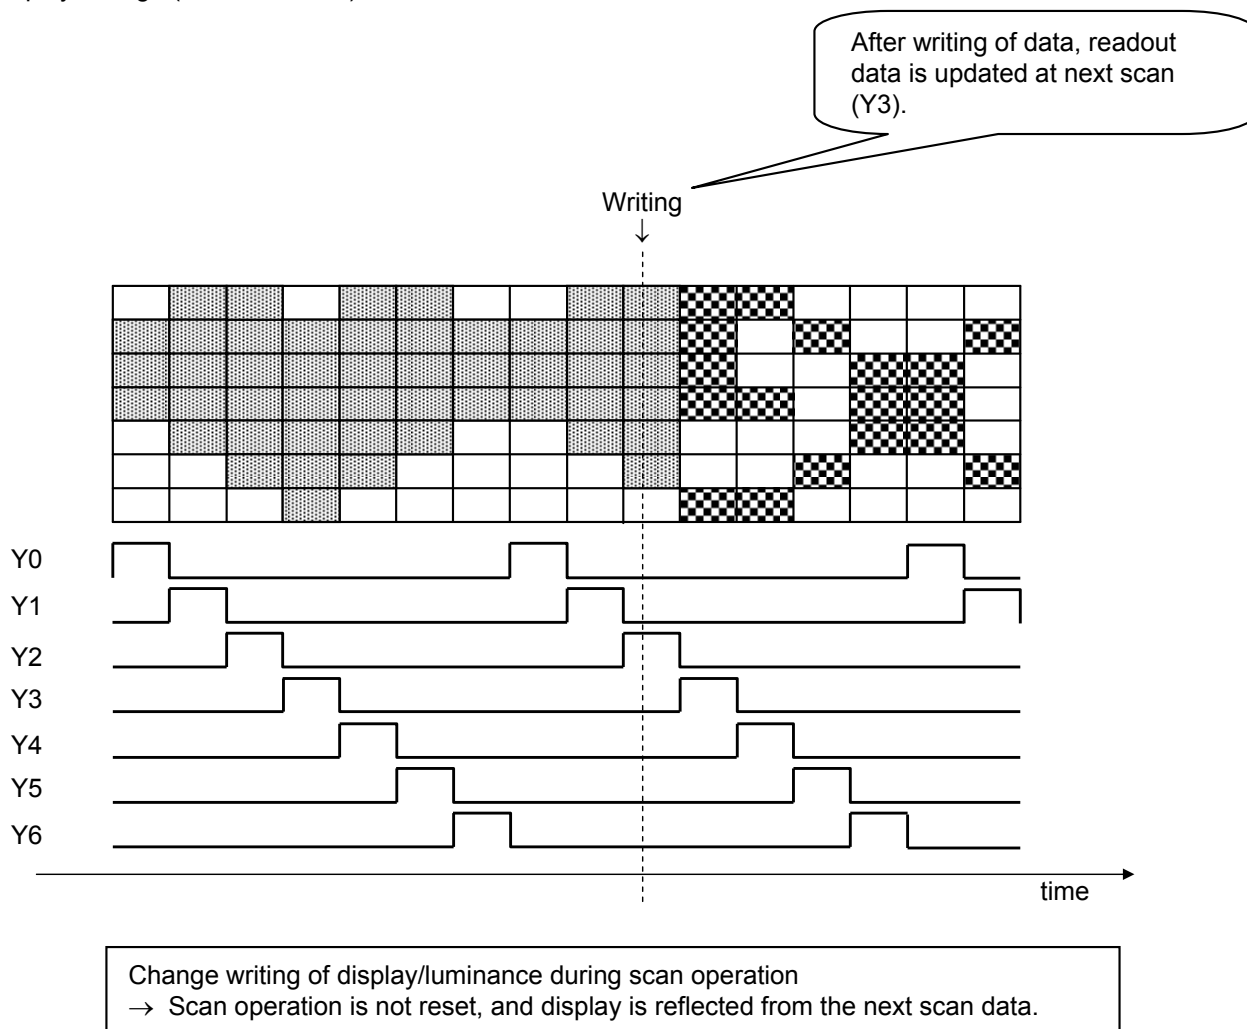 After writing of data, readout
data is updated at next scan
(Y3).
Writing
Y0
Y1
Y2
Y3
Y4
Y5
Y6
time
Change writing of display/luminance during scan operation
→ Scan operation is not reset, and display is reflected from the next scan data.